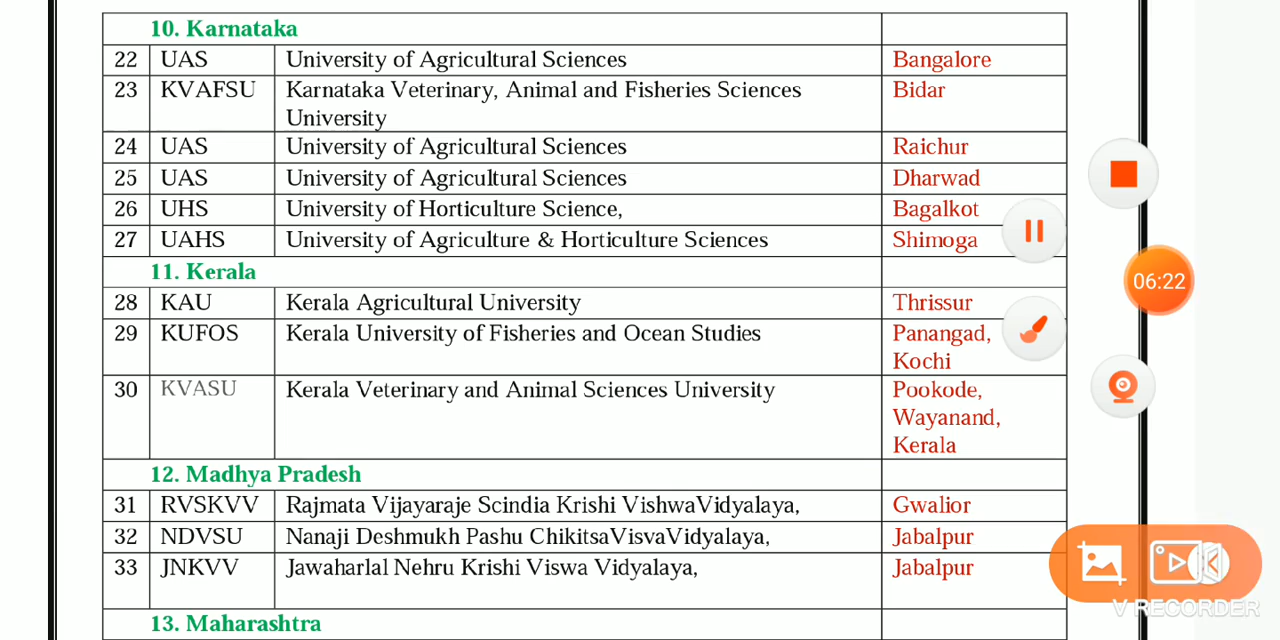 10. Karnataka
22 UAS University of Agricultural Sciences Bangalore
23 KVAFSU Karnataka Veterinary, Animal and Fisheries Sciences Bidar
University
24 UAS University of Agricultural Sciences Raichur
25 UAS University of Agricultural Sciences Dharwad
26 UHS University of Horticulture Science, Bagalkot
27 UAHS University of Agriculture & Horticulture Sciences Shimoga
11. Kerala
06:22
28 KAU Kerala Agricultural University Thrissur
29 KUFOS Kerala University of Fisheries and Ocean Studies Panangad,
Kochi
30 KVASU Kerala Veterinary and Animal Sciences University Pookode,
Wayanand,
Kerala
12. Madhya Pradesh
31 RVSKVV Rajmata Vijayaraje Scindia Krishi VishwaVidyalaya, Gwalior
32 NDVSU Nanaji Deshmukh Pashu ChikitsaVisvaVidyalaya, Jabalpur
33 JNKVV Jawaharlal Nehru Krishi Viswa Vidyalaya, Jabalpur
V RECORDER
13. Maharashtra